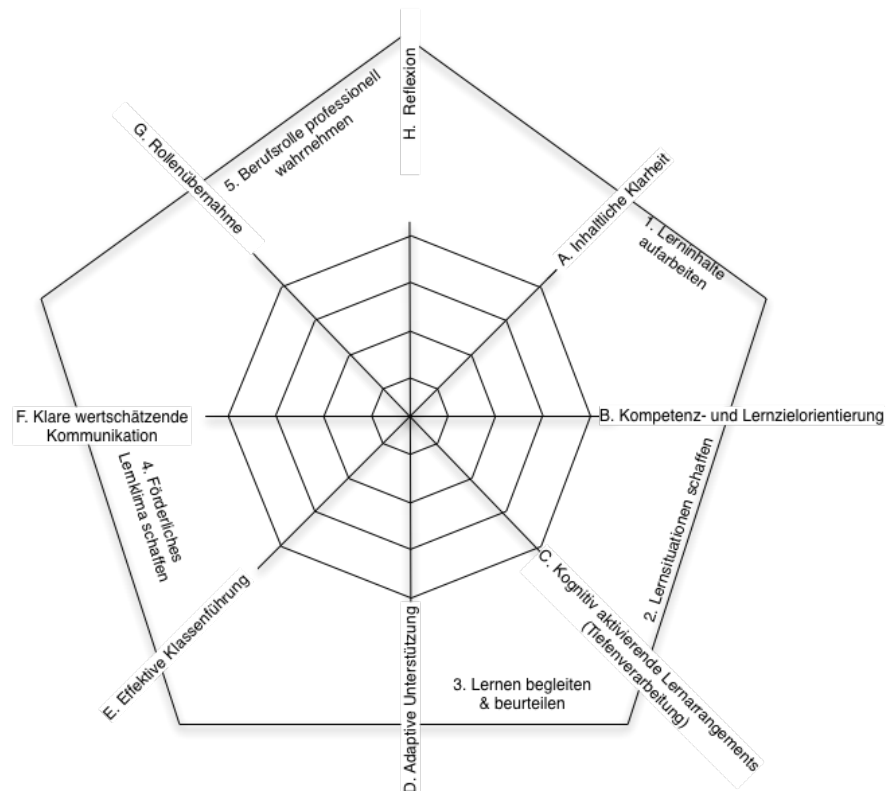 H. Reflexion
5. Berufsrolle professionell
wahrnehmen
G. Rollenübernahme
A. Inhaltliche Klarheit
1. Lerninhalte
aufarbeiten
B. Kompetenz- und Lernzielorientierung
F. Klare wertschätzende
Kommunikation
4. Förderliches
Lernklima schaffen
2. Lernsituationen schaffen
C. Kognitiv aktivierende Lernarrangements
(Tiefenverarbeitung)
E. Effektive Klassenführung
D. Adaptive Unterstützung
3. Lernen begleiten
& beurteilen